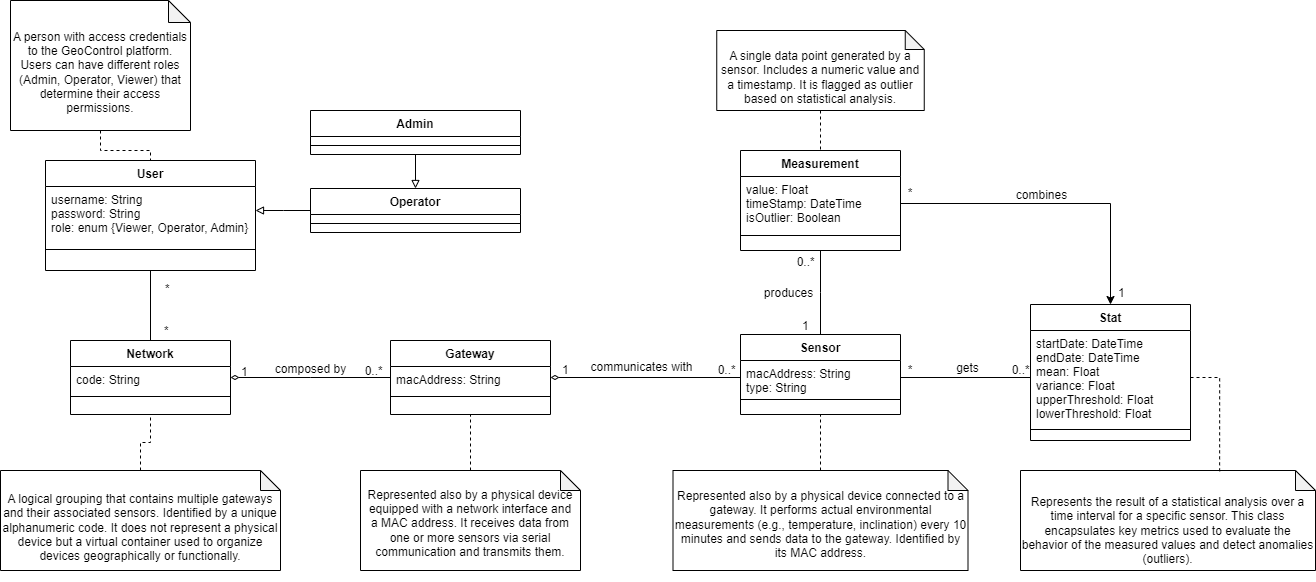 A person with access credentials
to the GeoControl platform.
Users can have different roles
(Admin, Operator, Viewer) that
determine their access
permissions.
A single data point generated by a
sensor. Includes a numeric value and
a timestamp. It is flagged as outlier
based on statistical analysis.
Admin
Operator
User
username: String
password: String
role: enum {Viewer, Operator, Admin}
Measurement
value: Float
timeStamp: DateTime
isOutlier: Boolean
*
combines
1
0..*
produces
1
*
*
Network
code: String
1
composed by
0..*
Gateway
macAddress: String
1
communicates with
0..*
Sensor
macAddress: String
type: String
*
gets
0..*
Stat
startDate: DateTime
endDate: DateTime
mean: Float
variance: Float
upperThreshold: Float
lowerThreshold: Float
A logical grouping that contains multiple gateways
and their associated sensors. Identified by a unique
alphanumeric code. It does not represent a physical
device but a virtual container used to organize
devices geographically or functionally.
Represented also by a physical device
equipped with a network interface and
a MAC address. It receives data from
one or more sensors via serial
communication and transmits them.
Represented also by a physical device connected to a
gateway. It performs actual environmental
measurements (e.g., temperature, inclination) every 10
minutes and sends data to the gateway. Identified by
its MAC address.
Represents the result of a statistical analysis over a
time interval for a specific sensor. This class
encapsulates key metrics used to evaluate the
behavior of the measured values and detect anomalies
(outliers).